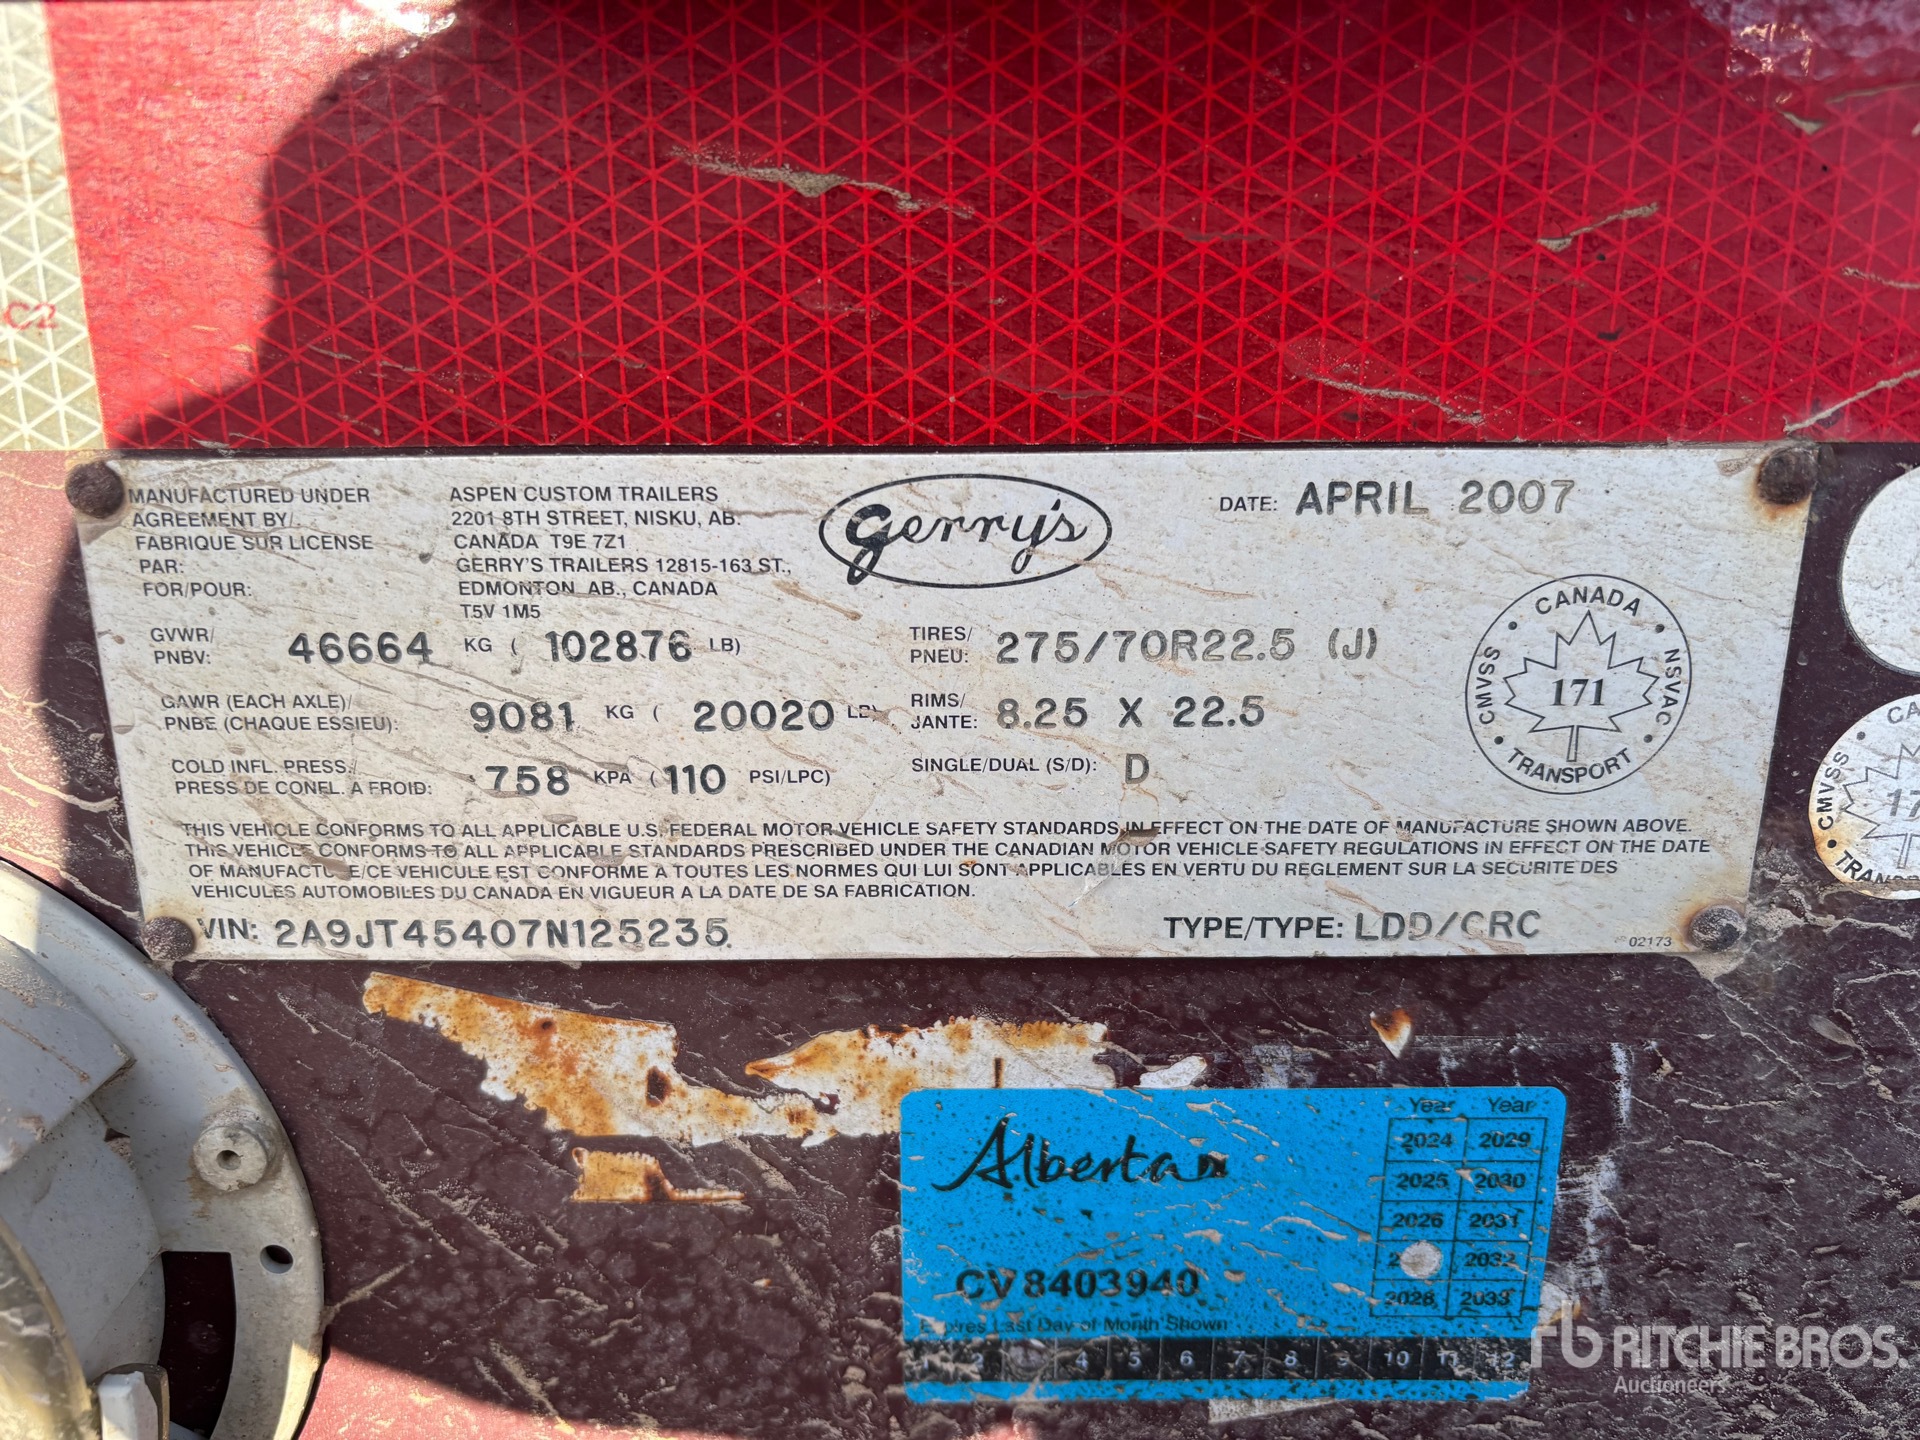 C2
MANUFACTURED UNDER
AGREEMENT BY/
FABRIQUE SUR LICENSE
PAR:
FOR/POUR:
ASPEN CUSTOM TRAILERS
2201 8TH STREET, NISKU, AB.
CANADA T9E 7Z1
GERRY'S TRAILERS 12815-163 ST.,
EDMONTON AB., CANADA
T5V 1M5
gerry's
DATE: APRIL 2007
GVWR/
PNBV: 46664 KG ( 102876 LB)
TIRES/
PNEU: 275/70R22.5 (J)
GAWR (EACH AXLE)/
PNBE (CHAQUE ESSIEU): 9081 KG ( 20020 LB)
RIMS/
JANTE: 8.25 X 22.5
COLD INFL. PRESS./
PRESS DE CONFL. A FROID: 758 KPA ( 110 PSI/LPC)
SINGLE/DUAL (S/D): D
CANADA
CMVSS
NSVAC
171
TRANSPORT
THIS VEHICLE CONFORMS TO ALL APPLICABLE U.S. FEDERAL MOTOR VEHICLE SAFETY STANDARDS IN EFFECT ON THE DATE OF MANUFACTURE SHOWN ABOVE.
THIS VEHICLE CONFORMS TO ALL APPLICABLE STANDARDS PRESCRIBED UNDER THE CANADIAN MOTOR VEHICLE SAFETY REGULATIONS IN EFFECT ON THE DATE
OF MANUFACTURE/CE VEHICULE EST CONFORME A TOUTES LES NORMES QUI LUI SONT APPLICABLES EN VERTU DU REGLEMENT SUR LA SECURITE DES
VEHICULES AUTOMOBILES DU CANADA EN VIGUEUR A LA DATE DE SA FABRICATION.
VIN: 2A9JT45407N125235
TYPE/TYPE: LDD/CRC
02173
CMVSS
Alberta
Year Year
2024 2029
2025 2030
2026 2031
2032
2028 2033
CV8403940
Expires Last Day of Month Shown
1 2 4 5 6 7 8 9 10 11 12
rb RITCHIE BROS.
Auctioneers